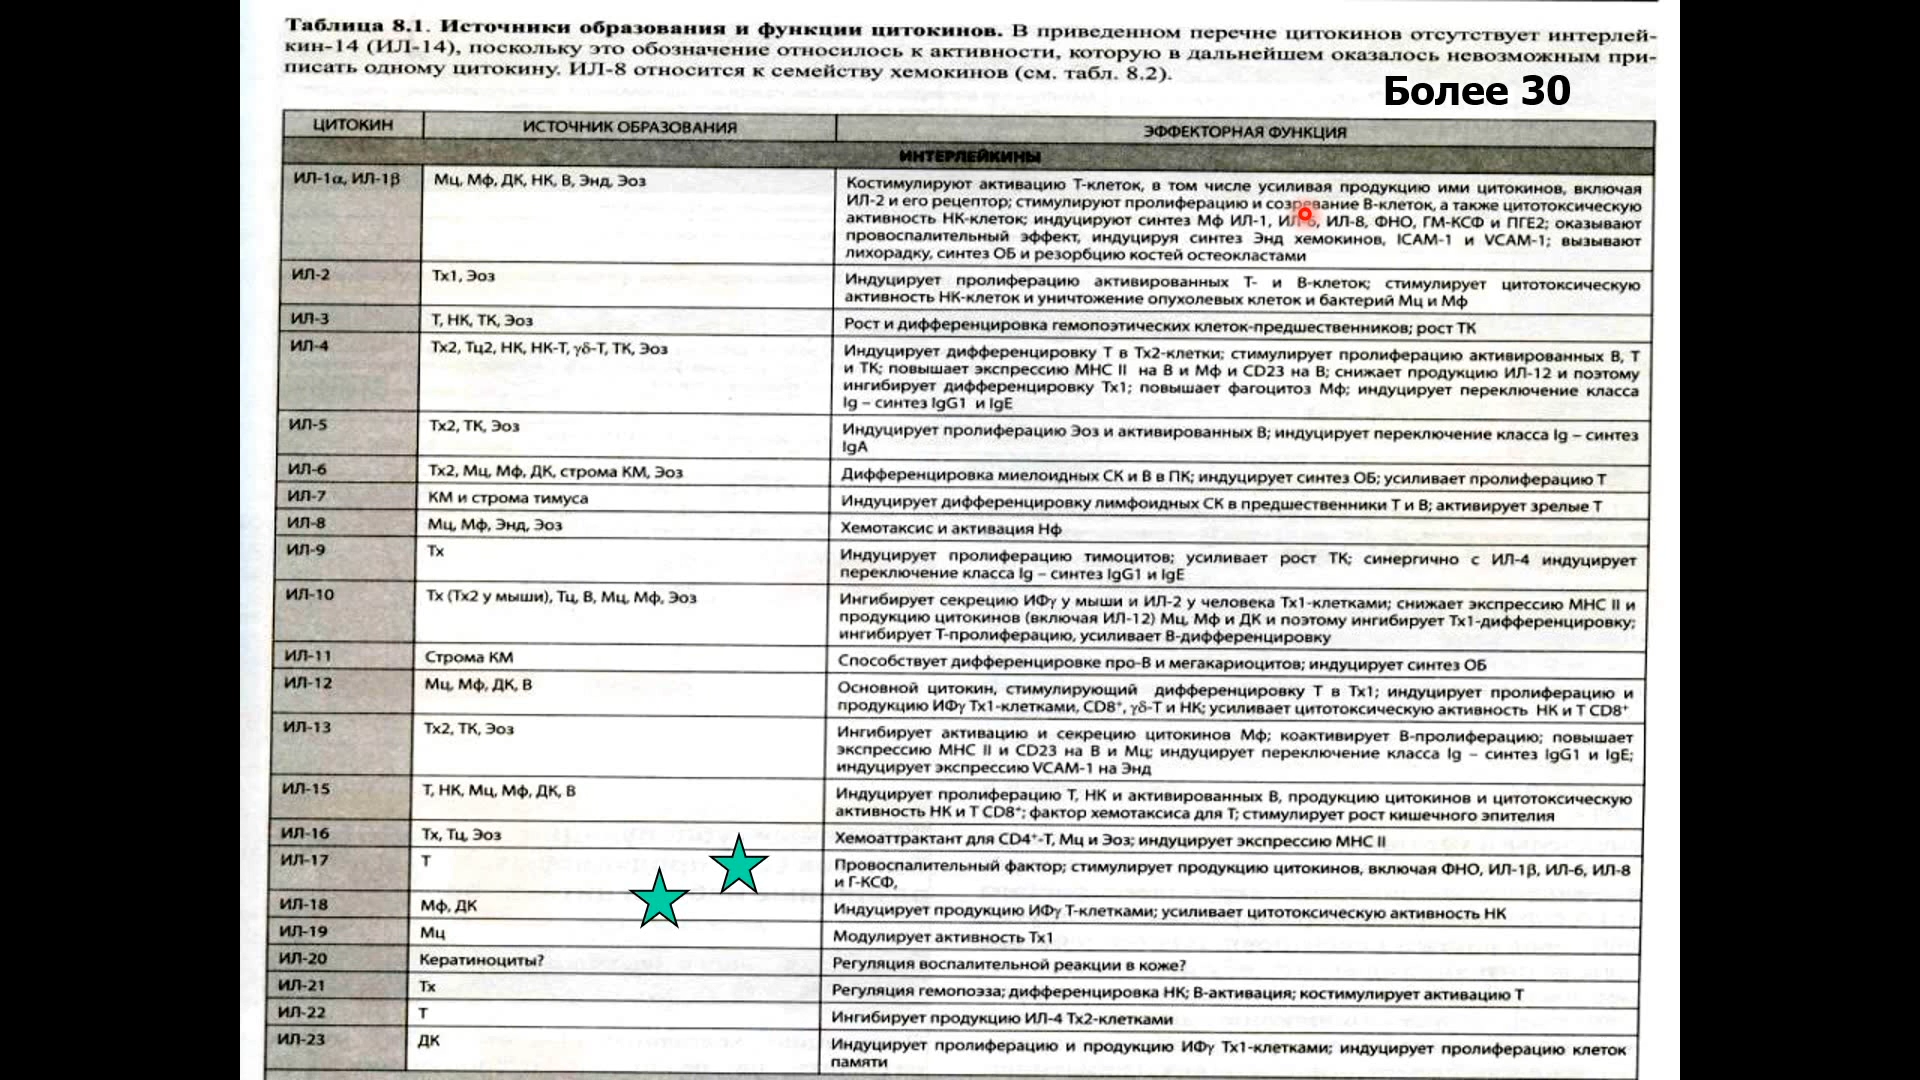 Таблица 8.1. Источники образования и функции цитокинов. В приведенном перечне цитокинов отсутствует интерлей-
кин-14 (ИЛ-14), поскольку это обозначение относилось к активности, которую в дальнейшем оказалось невозможным при-
писать одному цитокину. ИЛ-8 относится к семейству хемокинов (см. табл. 8.2).
Более 30
ЦИТОКИН ИСТОЧНИК ОБРАЗОВАНИЯ ЭФФЕКТОРНАЯ ФУНКЦИЯ
ИНТЕРЛЕЙКИНЫ
ИЛ-1α, ИЛ-1β Мц, Мф, ДК, НК, В, Энд, Эоз Костимулируют активацию Т-клеток, в том числе усиливая продукцию ими цитокинов, включая
ИЛ-2 и его рецептор; стимулируют пролиферацию и созревание В-клеток, а также цитотоксическую
активность НК-клеток; индуцируют синтез Мф ИЛ-1, ИЛ-6, ИЛ-8, ФНО, ГМ-КСФ и ПГЕ2; оказывают
провоспалительный эффект, индуцируя синтез Энд хемокинов, ICAM-1 и VCAM-1; вызывают
лихорадку, синтез ОБ и резорбцию костей остеокластами
ИЛ-2 Тх1, Эоз Индуцирует пролиферацию активированных Т- и В-клеток; стимулирует цитотоксическую
активность НК-клеток и уничтожение опухолевых клеток и бактерий Мц и Мф
ИЛ-3 Т, НК, ТК, Эоз Рост и дифференцировка гемопоэтических клеток-предшественников; рост ТК
ИЛ-4 Тх2, Тц2, НК, НК-Т, γδ-Т, ТК, Эоз Индуцирует дифференцировку Т в Тх2-клетки; стимулирует пролиферацию активированных В, Т
и ТК; повышает экспрессию МНС II на В и Мф и CD23 на В; снижает продукцию ИЛ-12 и поэтому
ингибирует дифференцировку Тх1; повышает фагоцитоз Мф; индуцирует переключение класса
Ig – синтез IgG1 и IgE
ИЛ-5 Тх2, ТК, Эоз Индуцирует пролиферацию Эоз и активированных В; индуцирует переключение класса Ig – синтез
IgA
ИЛ-6 Тх2, Мц, Мф, ДК, строма КМ, Эоз Дифференцировка миелоидных СК и В в ПК; индуцирует синтез ОБ; усиливает пролиферацию Т
ИЛ-7 КМ и строма тимуса Индуцирует дифференцировку лимфоидных СК в предшественники Т и В; активирует зрелые Т
ИЛ-8 Мц, Мф, Энд, Эоз Хемотаксис и активация Нф
ИЛ-9 Тх Индуцирует пролиферацию тимоцитов; усиливает рост ТК; синергично с ИЛ-4 индуцирует
переключение класса Ig – синтез IgG1 и IgE
ИЛ-10 Тх (Тх2 у мыши), Тц, В, Мц, Мф, Эоз Ингибирует секрецию ИФγ у мыши и ИЛ-2 у человека Тх1-клетками; снижает экспрессию МНС II и
продукцию цитокинов (включая ИЛ-12) Мц, Мф и ДК и поэтому ингибирует Тх1-дифференцировку;
ингибирует Т-пролиферацию, усиливает В-дифференцировку
ИЛ-11 Строма КМ Способствует дифференцировке про-В и мегакариоцитов; индуцирует синтез ОБ
ИЛ-12 Мц, Мф, ДК, В Основной цитокин, стимулирующий дифференцировку Т в Тх1; индуцирует пролиферацию и
продукцию ИФγ Тх1-клетками, CD8⁺, γδ-Т и НК; усиливает цитотоксическую активность НК и Т CD8⁺
ИЛ-13 Тх2, ТК, Эоз Ингибирует активацию и секрецию цитокинов Мф; коактивирует В-пролиферацию; повышает
экспрессию МНС II и CD23 на В и Мц; индуцирует переключение класса Ig – синтез IgG1 и IgE;
индуцирует экспрессию VCAM-1 на Энд
ИЛ-15 Т, НК, Мц, Мф, ДК, В Индуцирует пролиферацию Т, НК и активированных В, продукцию цитокинов и цитотоксическую
активность НК и Т CD8⁺; фактор хемотаксиса для Т; стимулирует рост кишечного эпителия
ИЛ-16 Тх, Тц, Эоз Хемоаттрактант для CD4⁺-Т, Мц и Эоз; индуцирует экспрессию МНС II
ИЛ-17 Т Провоспалительный фактор; стимулирует продукцию цитокинов, включая ФНО, ИЛ-1β, ИЛ-6, ИЛ-8
и Г-КСФ,
ИЛ-18 Мф, ДК Индуцирует продукцию ИФγ Т-клетками; усиливает цитотоксическую активность НК
ИЛ-19 Мц Модулирует активность Тх1
ИЛ-20 Кератиноциты? Регуляция воспалительной реакции в коже?
ИЛ-21 Тх Регуляция гемопоэза; дифференцировка НК; В-активация; костимулирует активацию Т
ИЛ-22 Т Ингибирует продукцию ИЛ-4 Тх2-клетками
ИЛ-23 ДК Индуцирует пролиферацию и продукцию ИФγ Тх1-клетками; индуцирует пролиферацию клеток
памяти